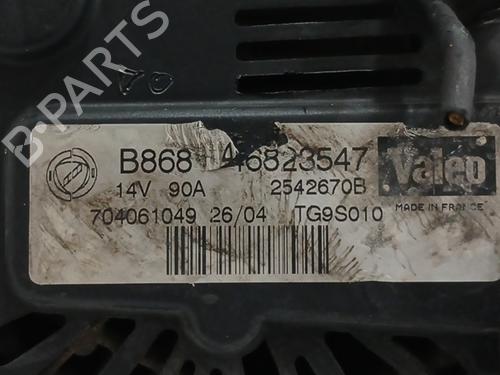 B-PARTS
B868 46823547
14V 90A 2542670B
Valeo
704061049 26/04 TG9S010
MADE IN FRANCE